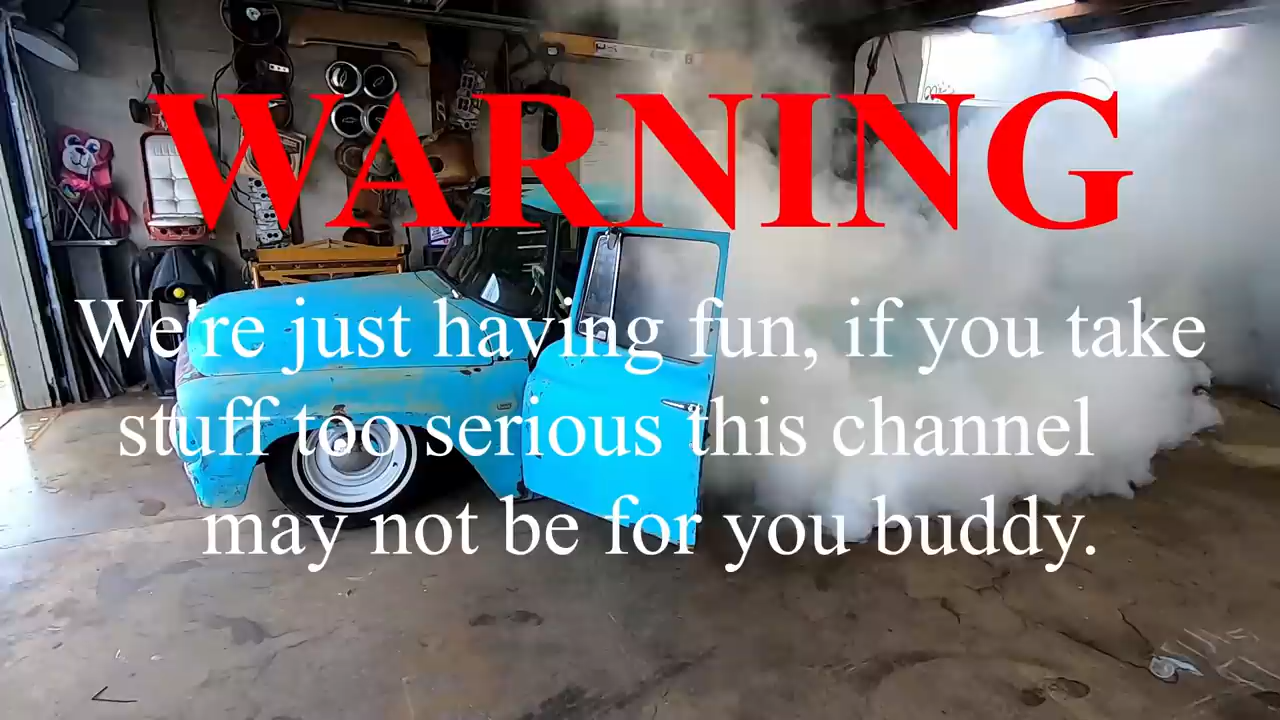 WARNING
We're just having fun, if you take
stuff too serious this channel
may not be for you buddy.